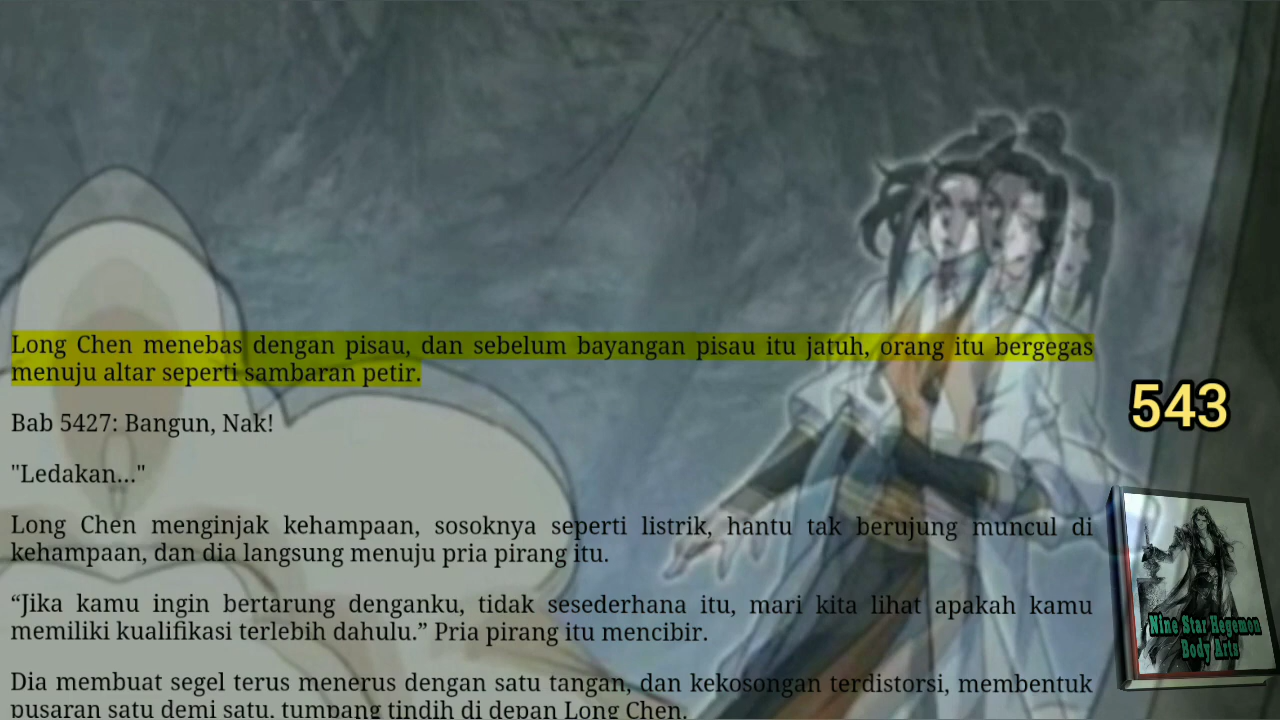 Long Chen menebas dengan pisau, dan sebelum bayangan pisau itu jatuh, orang itu bergegas
menuju altar seperti sambaran petir.
Bab 5427: Bangun, Nak!
"Ledakan..."
Long Chen menginjak kehampaan, sosoknya seperti listrik, hantu tak berujung muncul di
kehampaan, dan dia langsung menuju pria pirang itu.
“Jika kamu ingin bertarung denganku, tidak sesederhana itu, mari kita lihat apakah kamu
memiliki kualifikasi terlebih dahulu.” Pria pirang itu mencibir.
Dia membuat segel terus menerus dengan satu tangan, dan kekosongan terdistorsi, membentuk
pusaran satu demi satu, tumpang tindih di depan Long Chen.
543
Nine Star Hegemon
Body Arts